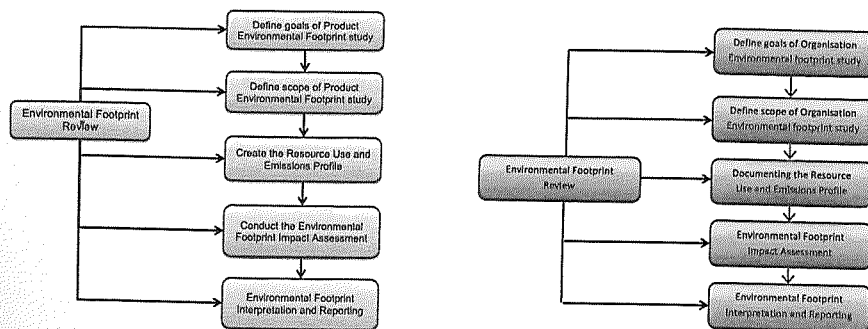 Define goals of Product
Environmental Footprint study
Define scope of Product
Environmental Footprint study
Environmental Footprint
Review
Create the Resource Use and
Emissions Profile
Conduct the Environmental
Footprint Impact Assessment
Environmental Footprint
Interpretation and Reporting
Define goals of Organisation
Environmental footprint study
Define scope of Organisation
Environmental footprint study
Environmental Footprint
Review
Documenting the Resource
Use and Emissions Profile
Environmental Footprint
Impact Assessment
Environmental Footprint
Interpretation and Reporting